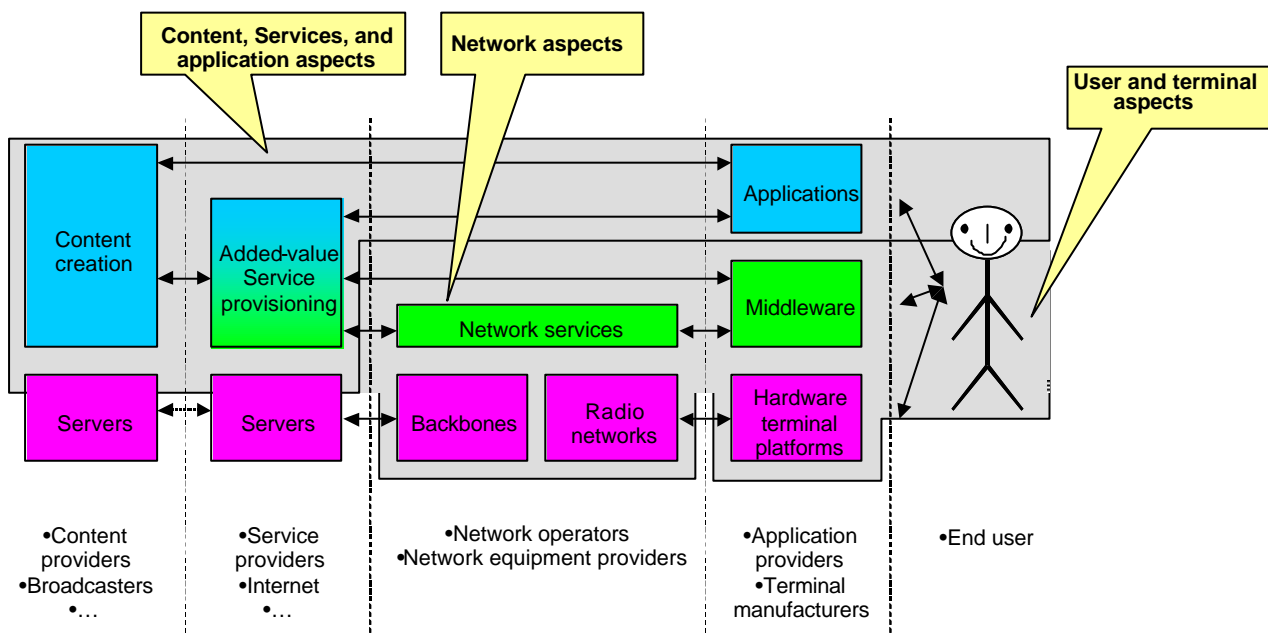 Content, Services, and
application aspects
Network aspects
User and terminal
aspects
Content
creation
Added-value
Service
provisioning
Applications
Middleware
Network services
Servers
Servers
Backbones
Radio
networks
Hardware
terminal
platforms
•Content
providers
•Broadcasters
•…
•Service
providers
•Internet
•…
•Network operators
•Network equipment providers
•Application
providers
•Terminal
manufacturers
•End user